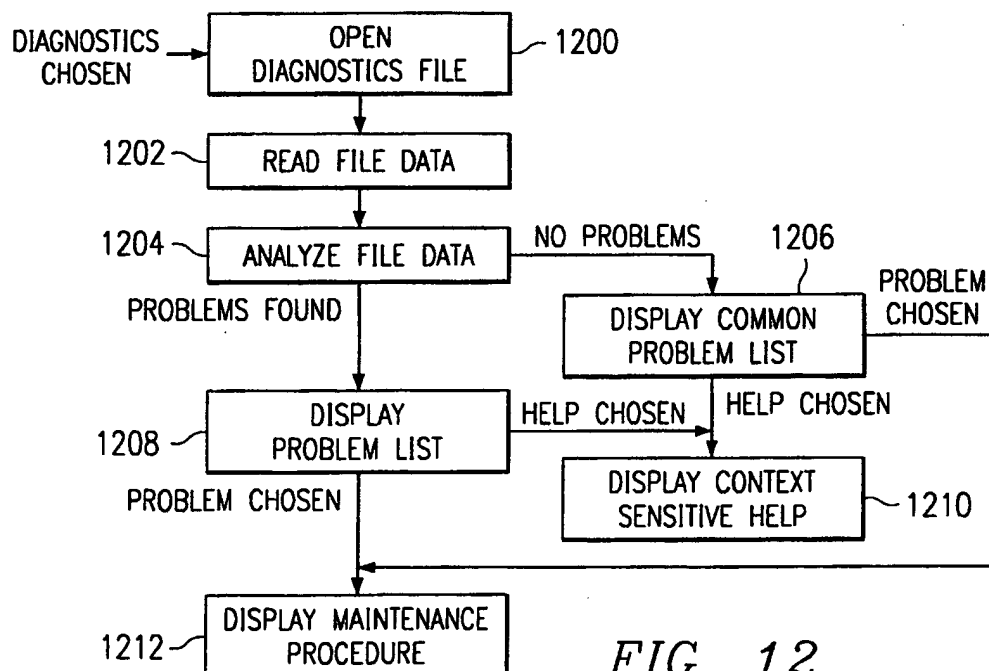 DIAGNOSTICS
CHOSEN
OPEN
DIAGNOSTICS FILE
1200
1202
READ FILE DATA
1204
ANALYZE FILE DATA
NO PROBLEMS
1206
PROBLEMS FOUND
DISPLAY COMMON
PROBLEM LIST
PROBLEM
CHOSEN
1208
DISPLAY
PROBLEM LIST
HELP CHOSEN
HELP CHOSEN
PROBLEM CHOSEN
DISPLAY CONTEXT
SENSITIVE HELP
1210
1212
DISPLAY MAINTENANCE
PROCEDURE
FIG. 12